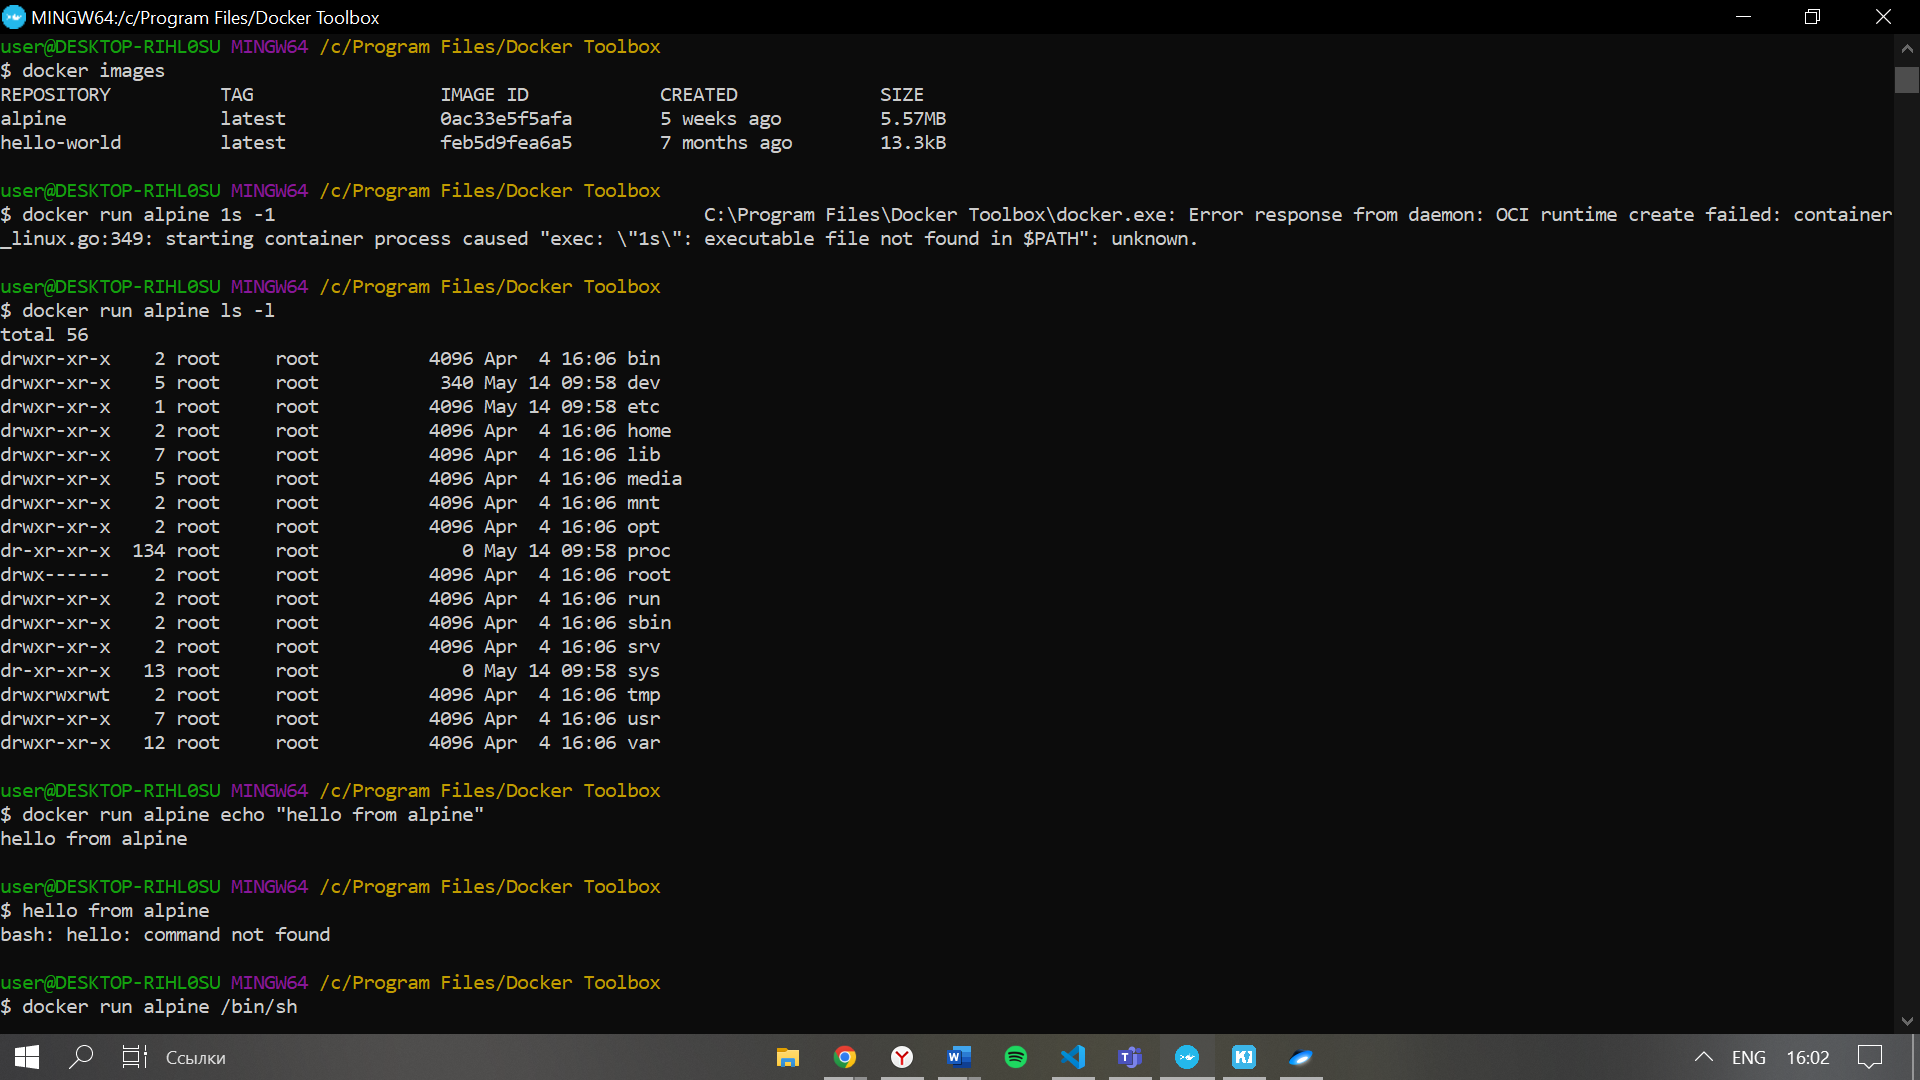 MINGW64:/c/Program Files/Docker Toolbox
user@DESKTOP-RIHL0SU MINGW64 /c/Program Files/Docker Toolbox
$ docker images
REPOSITORY          TAG                 IMAGE ID            CREATED             SIZE
alpine              latest              0ac33e5f5afa        5 weeks ago         5.57MB
hello-world         latest              feb5d9fea6a5        7 months ago        13.3kB
user@DESKTOP-RIHL0SU MINGW64 /c/Program Files/Docker Toolbox
$ docker run alpine 1s -1                                       C:\Program Files\Docker Toolbox\docker.exe: Error response from daemon: OCI runtime create failed: container
_linux.go:349: starting container process caused "exec: \"1s\": executable file not found in $PATH": unknown.
user@DESKTOP-RIHL0SU MINGW64 /c/Program Files/Docker Toolbox
$ docker run alpine ls -l
total 56
drwxr-xr-x    2 root     root          4096 Apr  4 16:06 bin
drwxr-xr-x    5 root     root           340 May 14 09:58 dev
drwxr-xr-x    1 root     root          4096 May 14 09:58 etc
drwxr-xr-x    2 root     root          4096 Apr  4 16:06 home
drwxr-xr-x    7 root     root          4096 Apr  4 16:06 lib
drwxr-xr-x    5 root     root          4096 Apr  4 16:06 media
drwxr-xr-x    2 root     root          4096 Apr  4 16:06 mnt
drwxr-xr-x    2 root     root          4096 Apr  4 16:06 opt
dr-xr-xr-x  134 root     root             0 May 14 09:58 proc
drwx------    2 root     root          4096 Apr  4 16:06 root
drwxr-xr-x    2 root     root          4096 Apr  4 16:06 run
drwxr-xr-x    2 root     root          4096 Apr  4 16:06 sbin
drwxr-xr-x    2 root     root          4096 Apr  4 16:06 srv
dr-xr-xr-x   13 root     root             0 May 14 09:58 sys
drwxrwxrwt    2 root     root          4096 Apr  4 16:06 tmp
drwxr-xr-x    7 root     root          4096 Apr  4 16:06 usr
drwxr-xr-x   12 root     root          4096 Apr  4 16:06 var
user@DESKTOP-RIHL0SU MINGW64 /c/Program Files/Docker Toolbox
$ docker run alpine echo "hello from alpine"
hello from alpine
user@DESKTOP-RIHL0SU MINGW64 /c/Program Files/Docker Toolbox
$ hello from alpine
bash: hello: command not found
user@DESKTOP-RIHL0SU MINGW64 /c/Program Files/Docker Toolbox
$ docker run alpine /bin/sh
Ссылки ENG 16:02